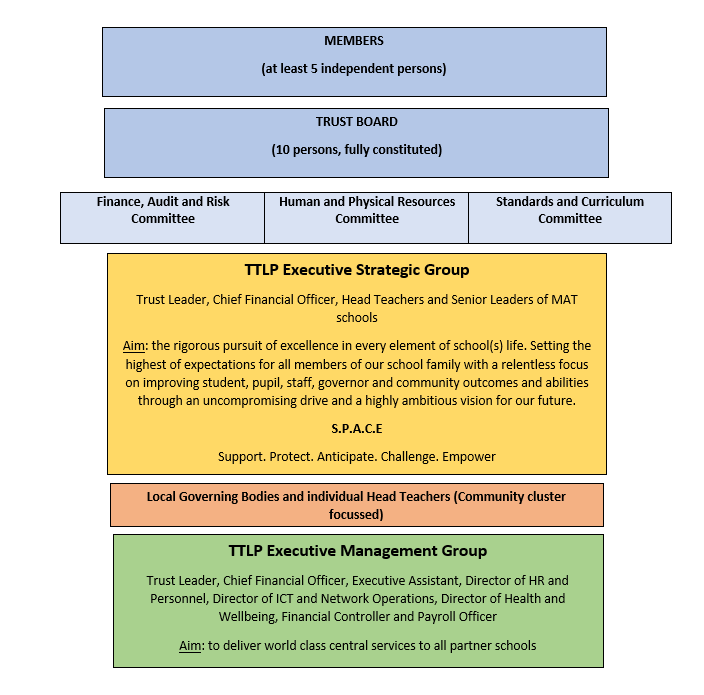 MEMBERS
(at least 5 independent persons)
TRUST BOARD
(10 persons, fully constituted)
Finance, Audit and Risk
Committee
Human and Physical Resources
Committee
Standards and Curriculum
Committee
TTLP Executive Strategic Group
Trust Leader, Chief Financial Officer, Head Teachers and Senior Leaders of MAT
schools
Aim: the rigorous pursuit of excellence in every element of school(s) life. Setting the
highest of expectations for all members of our school family with a relentless focus
on improving student, pupil, staff, governor and community outcomes and abilities
through an uncompromising drive and a highly ambitious vision for our future.
S.P.A.C.E
Support. Protect. Anticipate. Challenge. Empower
Local Governing Bodies and individual Head Teachers (Community cluster
focussed)
TTLP Executive Management Group
Trust Leader, Chief Financial Officer, Executive Assistant, Director of HR and
Personnel, Director of ICT and Network Operations, Director of Health and
Wellbeing, Financial Controller and Payroll Officer
Aim: to deliver world class central services to all partner schools